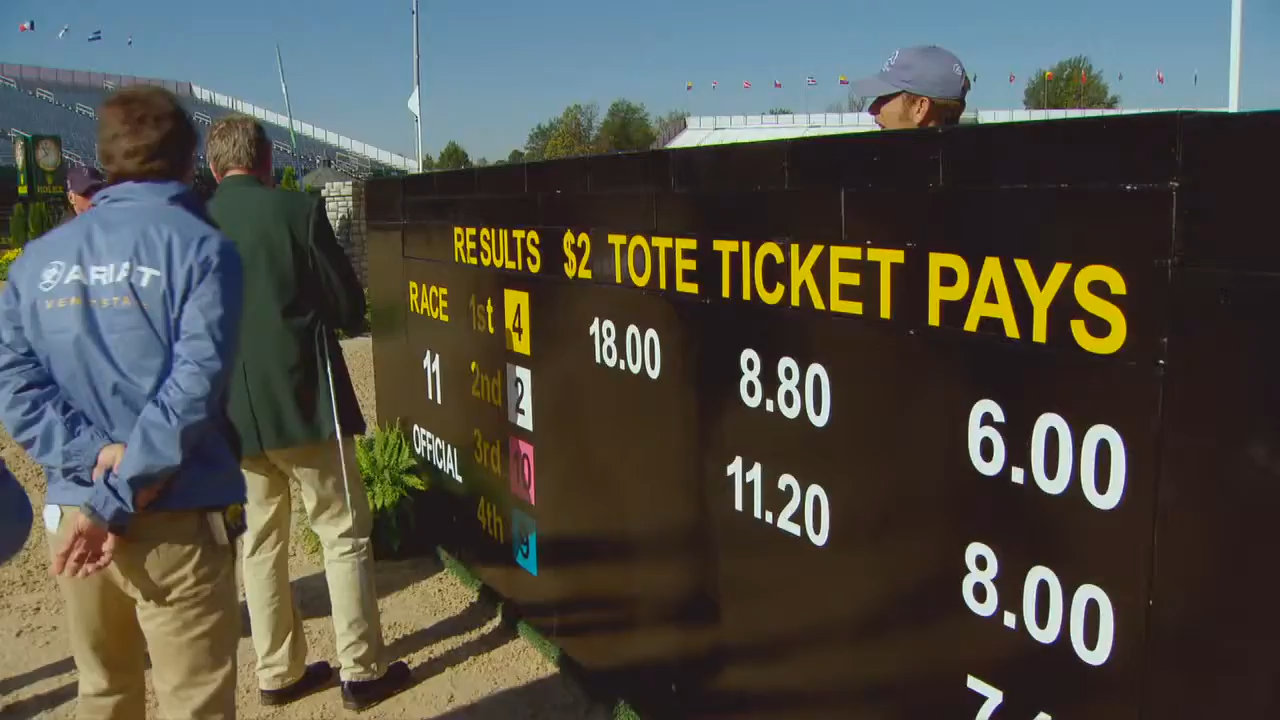 ROLEX
ARIAT
RESULTS $2 TOTE TICKET PAYS
RACE 1st 4 18.00 8.80 6.00
11 2nd 2 11.20 8.00
OFFICIAL 3rd 10
4th 9